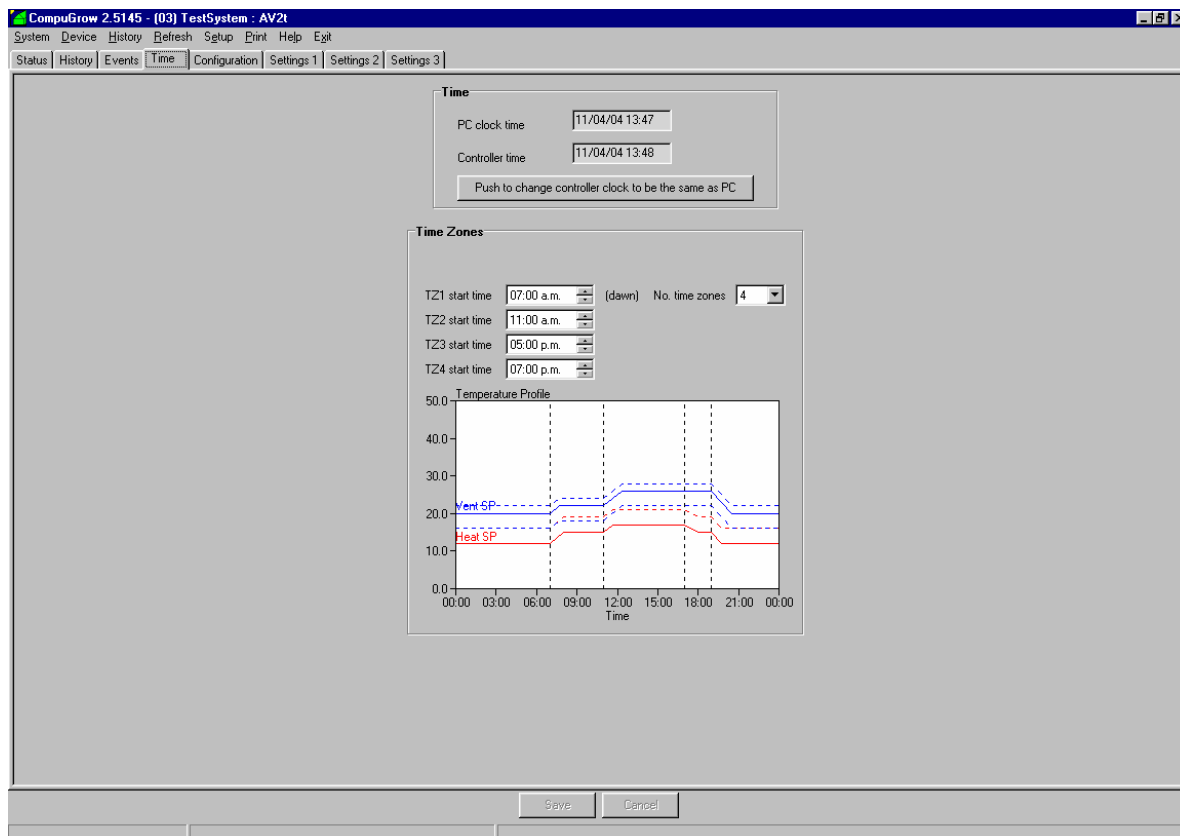 CompuGrow 2.5145 - (03) TestSystem : AV2t
System Device History Refresh Setup Print Help Exit
Status History Events Time Configuration Settings 1 Settings 2 Settings 3
Time
PC clock time 11/04/04 13:47
Controller time 11/04/04 13:48
Push to change controller clock to be the same as PC
Time Zones
TZ1 start time 07:00 a.m. (dawn) No. time zones 4
TZ2 start time 11:00 a.m.
TZ3 start time 05:00 p.m.
TZ4 start time 07:00 p.m.
Temperature Profile
50.0
40.0
30.0
Vent SP
20.0
Heat SP
10.0
0.0
00:00 03:00 06:00 09:00 12:00 15:00 18:00 21:00 00:00
Time
Save Cancel